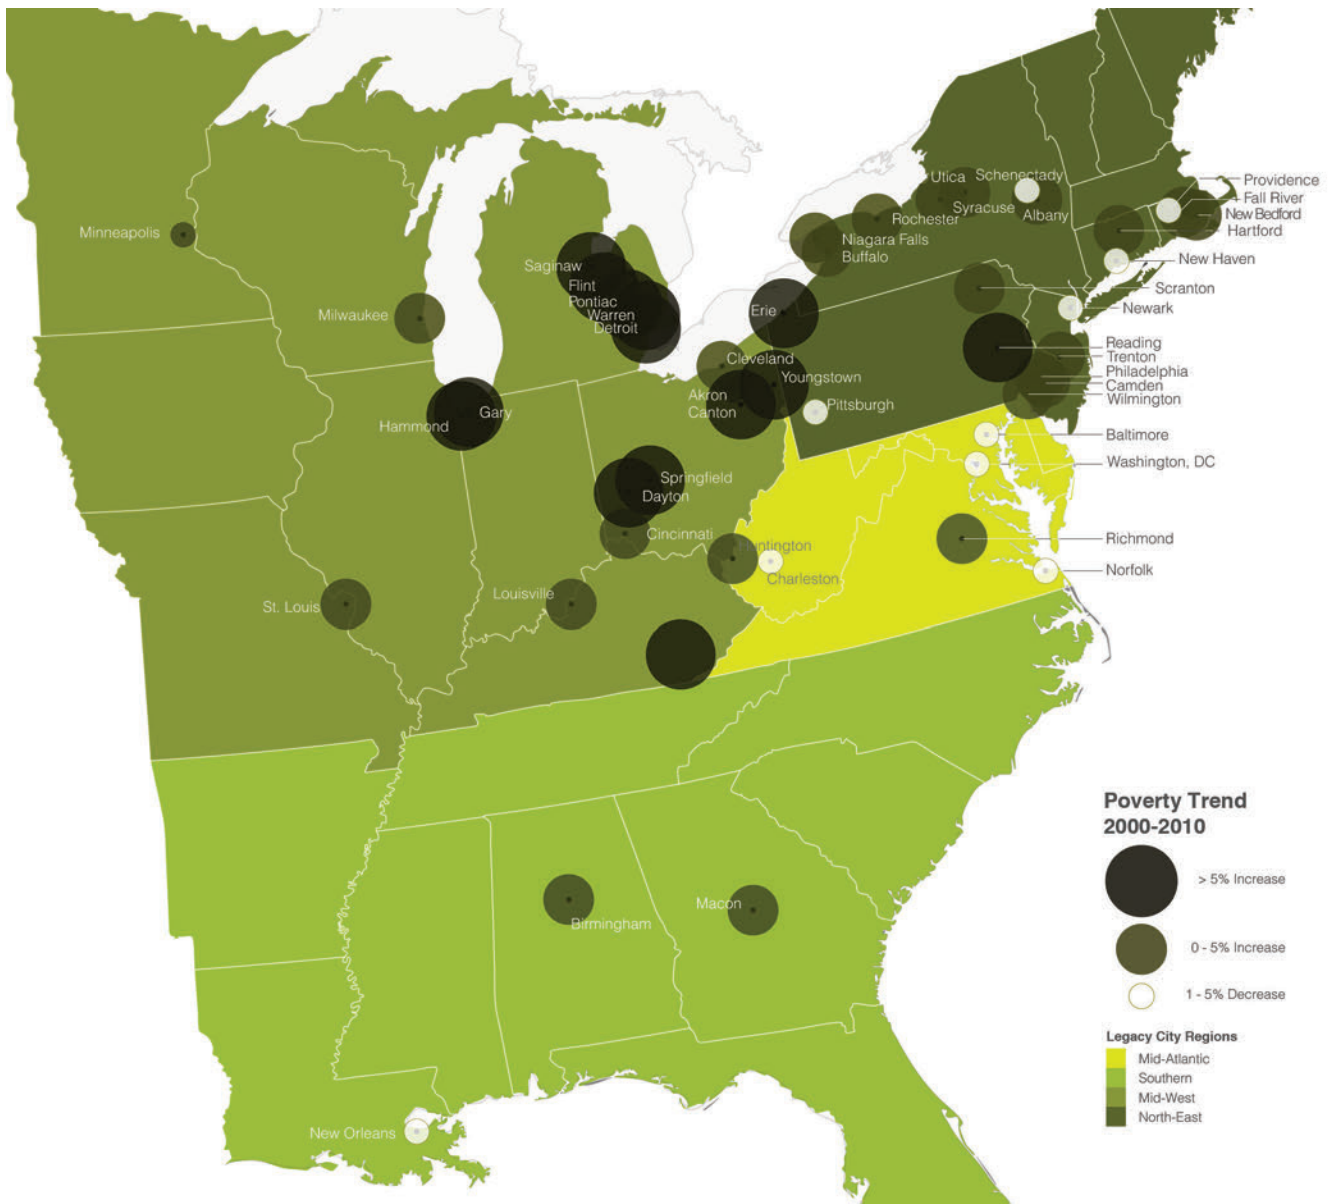 Utica
Schenectady
Providence
Fall River
New Bedford
Hartford
Syracuse
Albany
Rochester
Minneapolis
Niagara Falls
Buffalo
New Haven
Saginaw
Flint
Scranton
Pontiac
Newark
Milwaukee
Warren
Erie
Detroit
Reading
Cleveland
Trenton
Youngstown
Philadelphia
Akron
Camden
Canton
Pittsburgh
Wilmington
Gary
Hammond
Baltimore
Washington, DC
Springfield
Dayton
Cincinnati
Richmond
Huntington
Norfolk
Charleston
Louisville
St. Louis
Poverty Trend
2000-2010
> 5% Increase
Macon
Birmingham
0 - 5% Increase
1 - 5% Decrease
Legacy City Regions
Mid-Atlantic
Southern
Mid-West
North-East
New Orleans